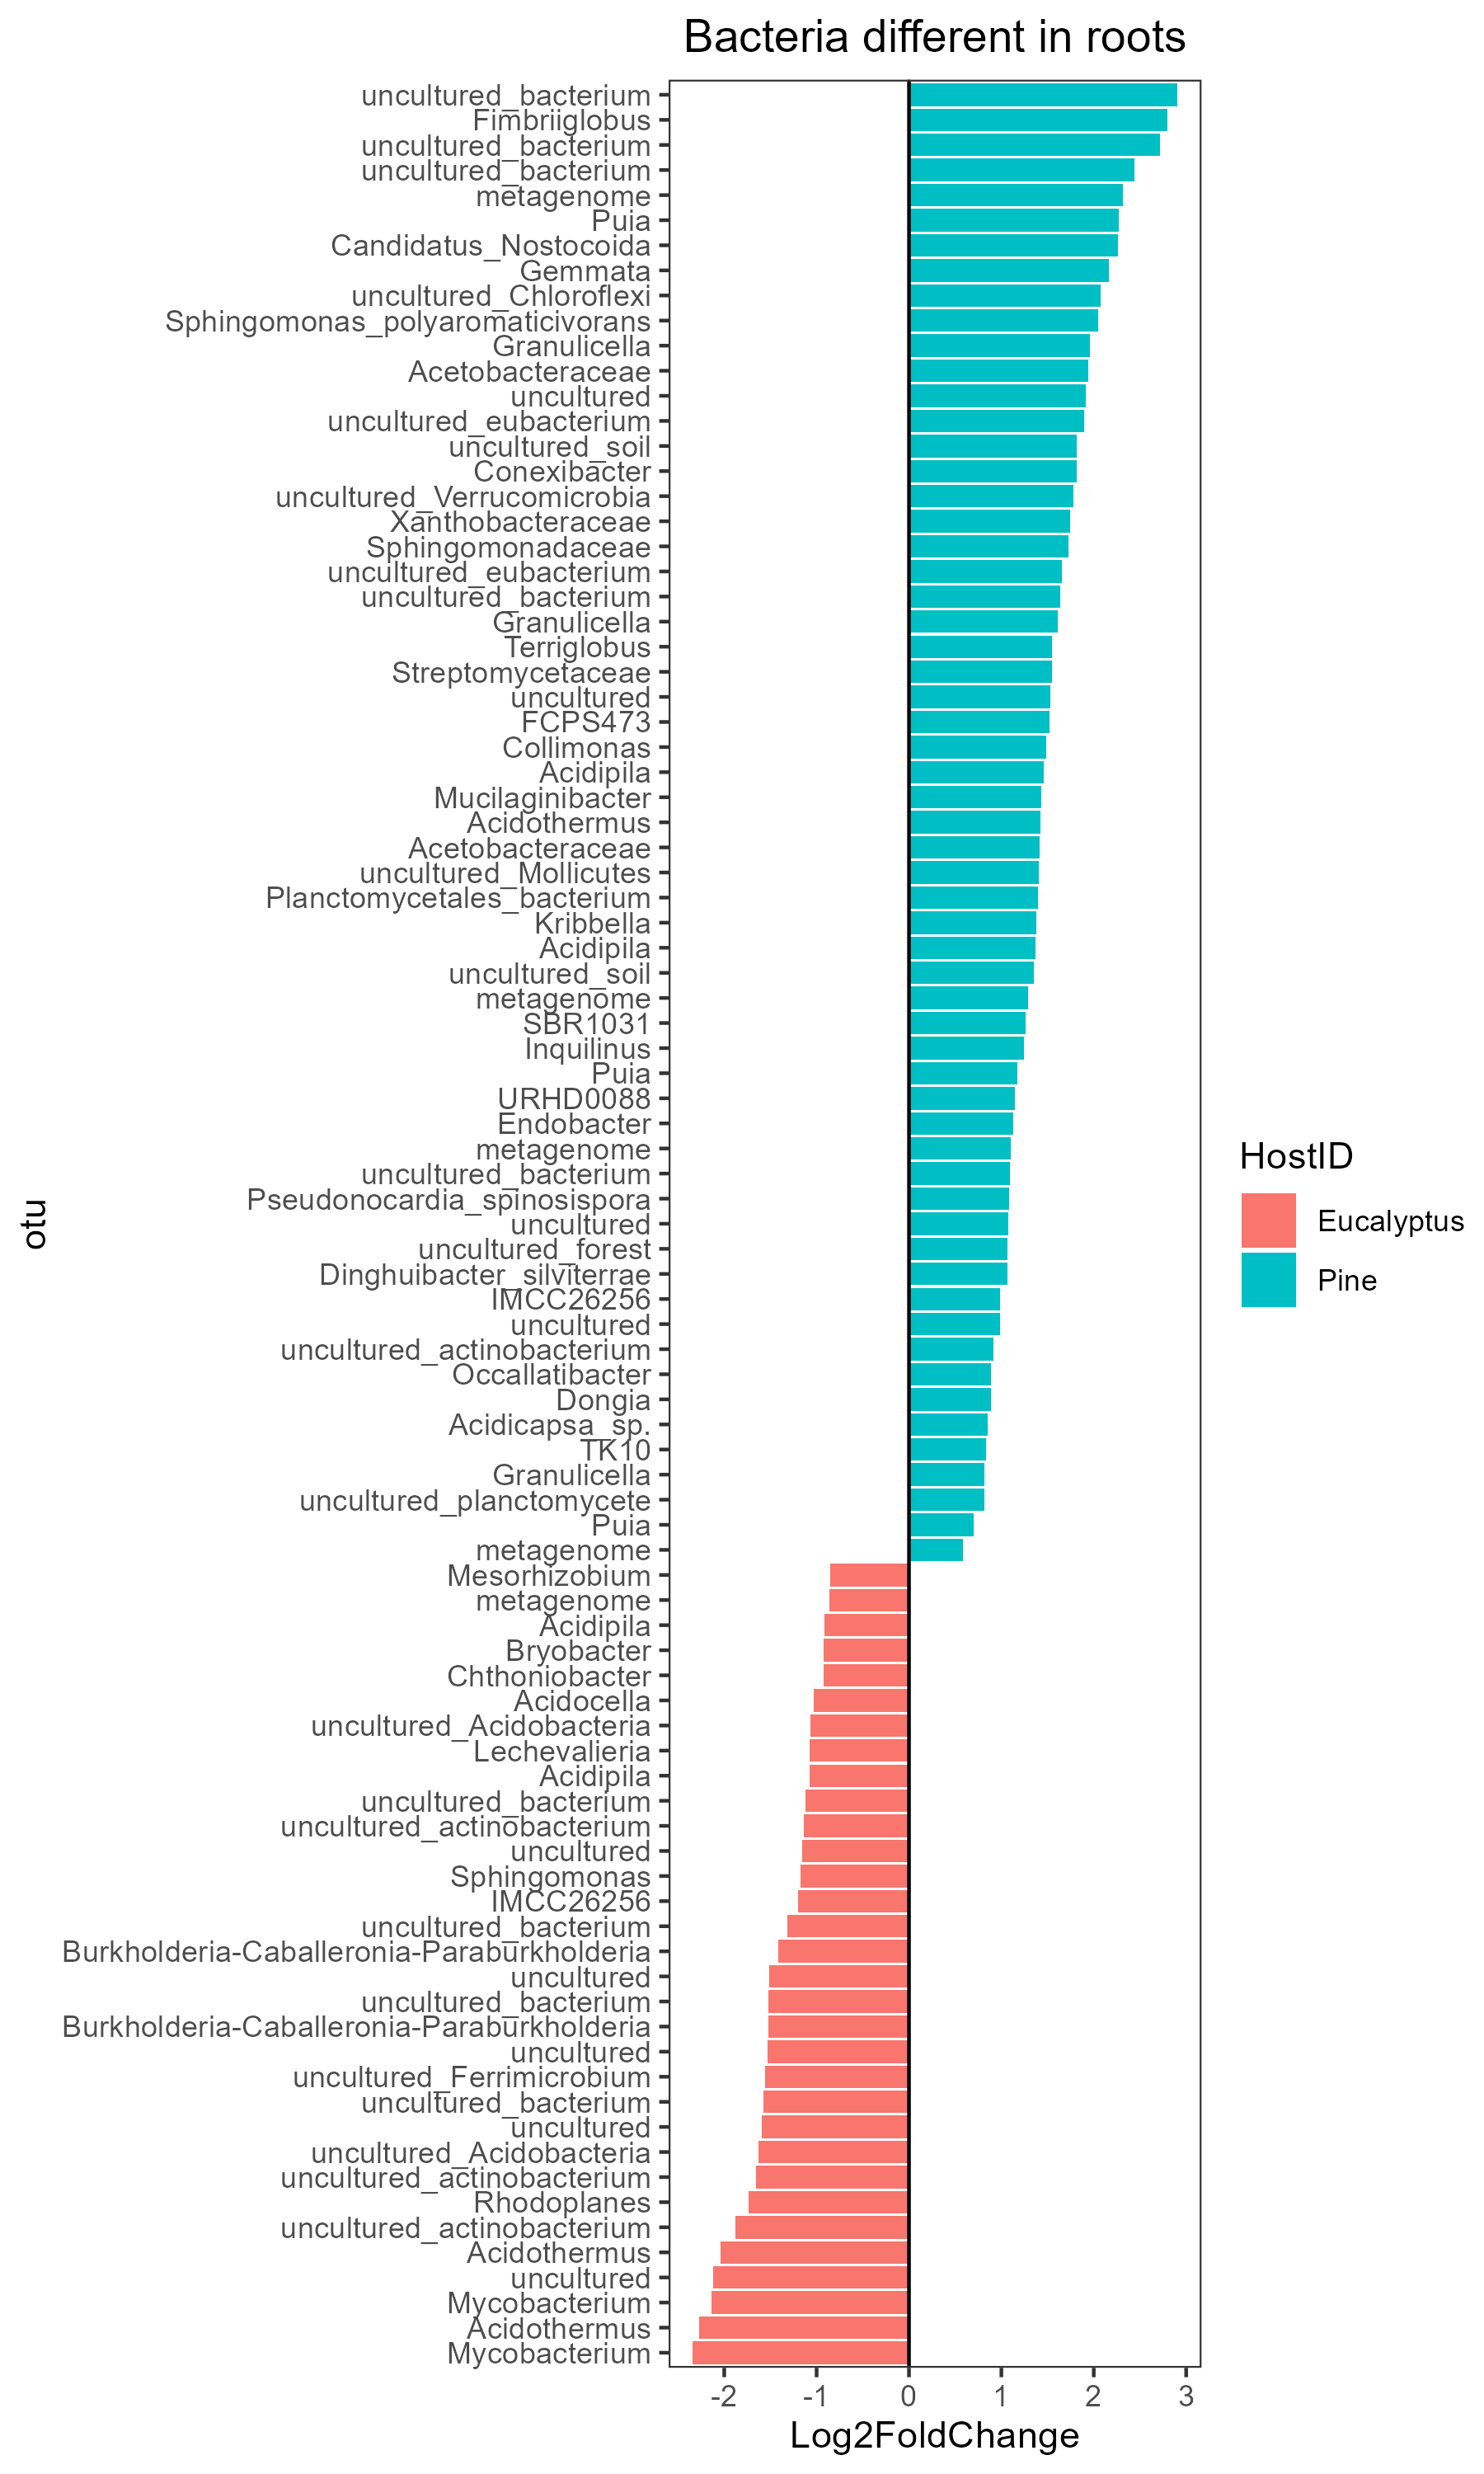 Bacteria different in roots
uncultured_bacterium
Fimbriiglobus
uncultured_bacterium
uncultured_bacterium
metagenome
Puia
Candidatus_Nostocoida
Gemmata
uncultured_Chloroflexi
Sphingomonas_polyaromaticivorans
Granulicella
Acetobacteraceae
uncultured
uncultured_eubacterium
uncultured_soil
Conexibacter
uncultured_Verrucomicrobia
Xanthobacteraceae
Sphingomonadaceae
uncultured_eubacterium
uncultured_bacterium
Granulicella
Terriglobus
Streptomycetaceae
uncultured
FCPS473
Collimonas
Acidipila
Mucilaginibacter
Acidothermus
Acetobacteraceae
uncultured_Mollicutes
Planctomycetales_bacterium
Kribbella
Acidipila
uncultured_soil
metagenome
SBR1031
Inquilinus
Puia
URHD0088
Endobacter
metagenome
uncultured_bacterium
Pseudonocardia_spinosispora
uncultured
uncultured_forest
Dinghuibacter_silviterrae
IMCC26256
uncultured
uncultured_actinobacterium
Occallatibacter
Dongia
Acidicapsa_sp.
TK10
Granulicella
uncultured_planctomycete
Puia
metagenome
Mesorhizobium
metagenome
Acidipila
Bryobacter
Chthoniobacter
Acidocella
uncultured_Acidobacteria
Lechevalieria
Acidipila
uncultured_bacterium
uncultured_actinobacterium
uncultured
Sphingomonas
IMCC26256
uncultured_bacterium
Burkholderia-Caballeronia-Paraburkholderia
uncultured
uncultured_bacterium
Burkholderia-Caballeronia-Paraburkholderia
uncultured
uncultured_Ferrimicrobium
uncultured_bacterium
uncultured
uncultured_Acidobacteria
uncultured_actinobacterium
Rhodoplanes
uncultured_actinobacterium
Acidothermus
uncultured
Mycobacterium
Acidothermus
Mycobacterium
otu
-2 -1 0 1 2 3
Log2FoldChange
HostID
Eucalyptus
Pine